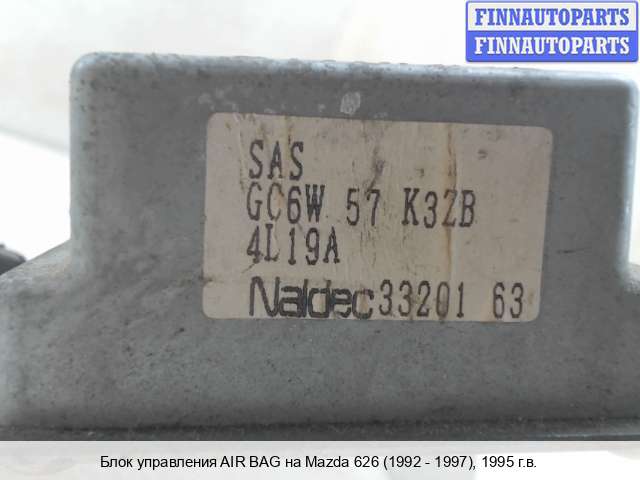 FINNAUTOPARTS
FINNAUTOPARTS
SAS
GC6W 57 K3ZB
4L19A
Naldec 33201 63
Блок управления AIR BAG на Mazda 626 (1992 - 1997), 1995 г.в.